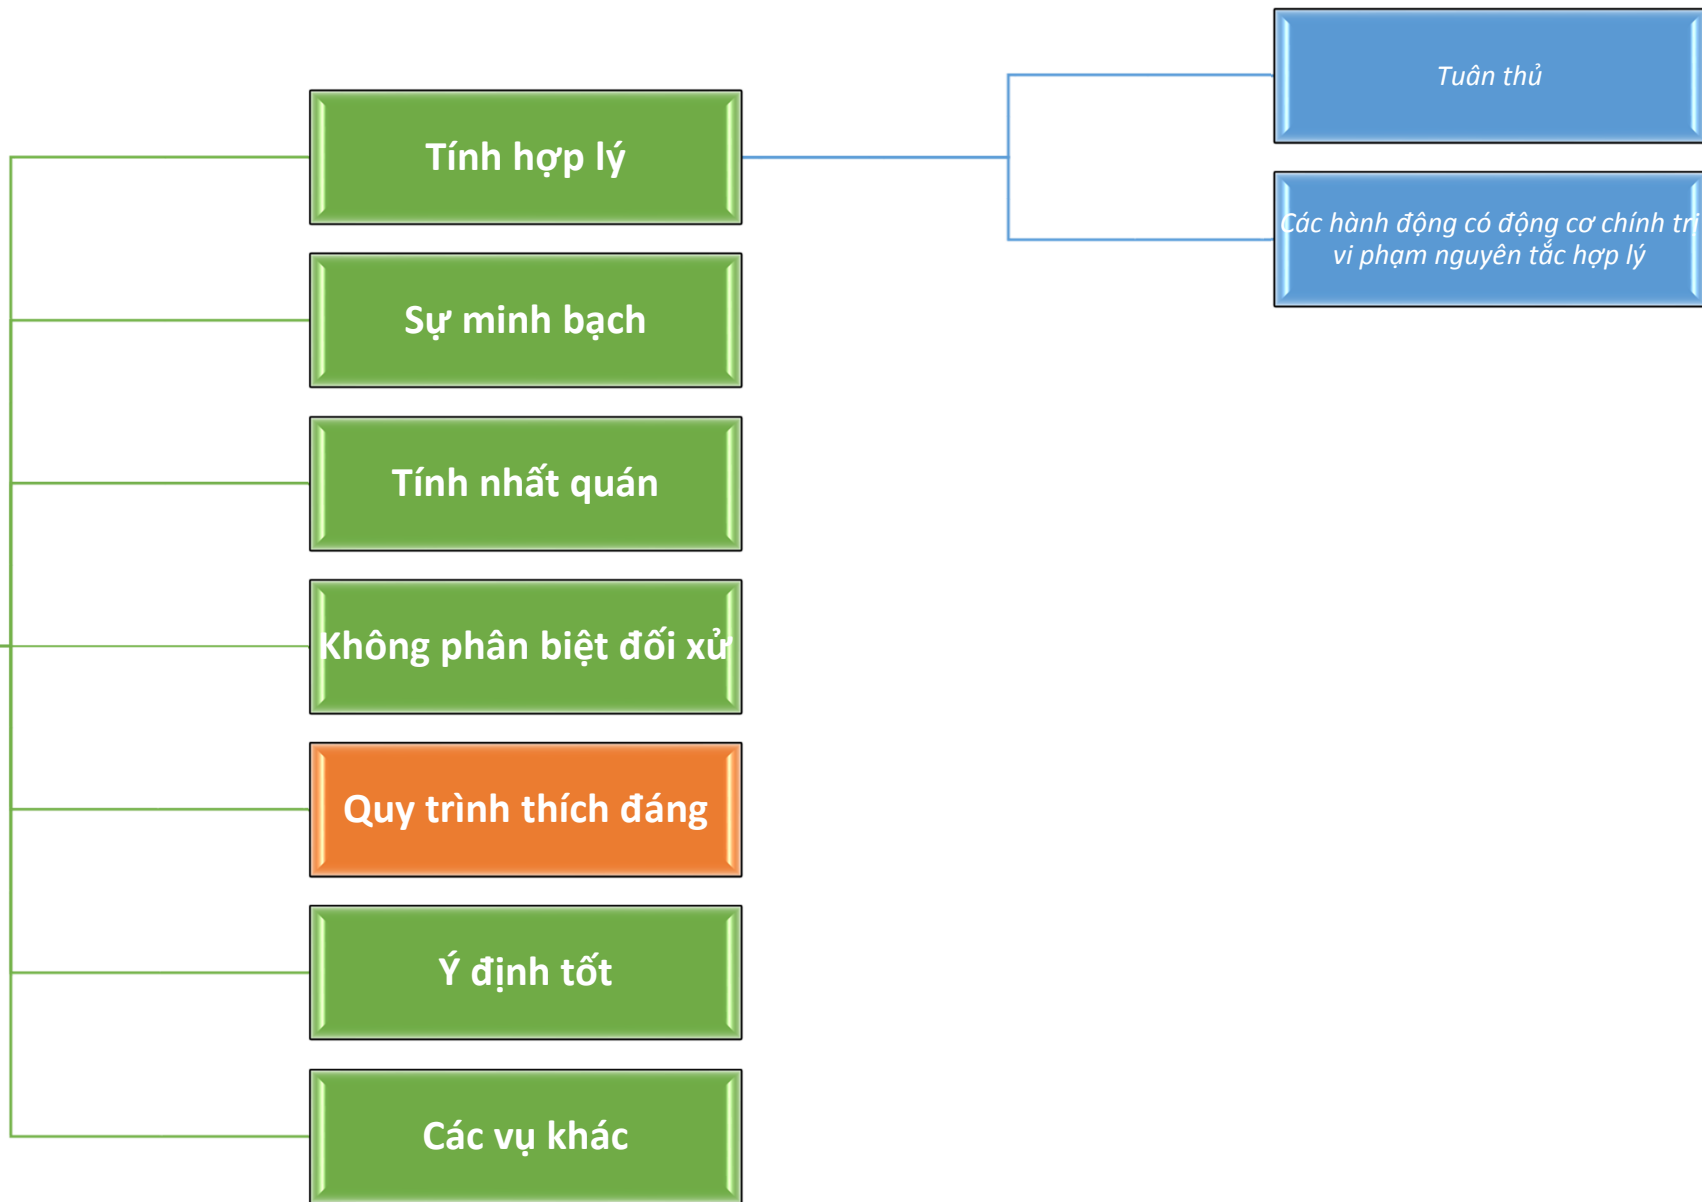 Tuân thủ
Tính hợp lý
Các hành động có động cơ chính trị
vi phạm nguyên tắc hợp lý
Sự minh bạch
Tính nhất quán
Không phân biệt đối xử
Quy trình thích đáng
Ý định tốt
Các vụ khác